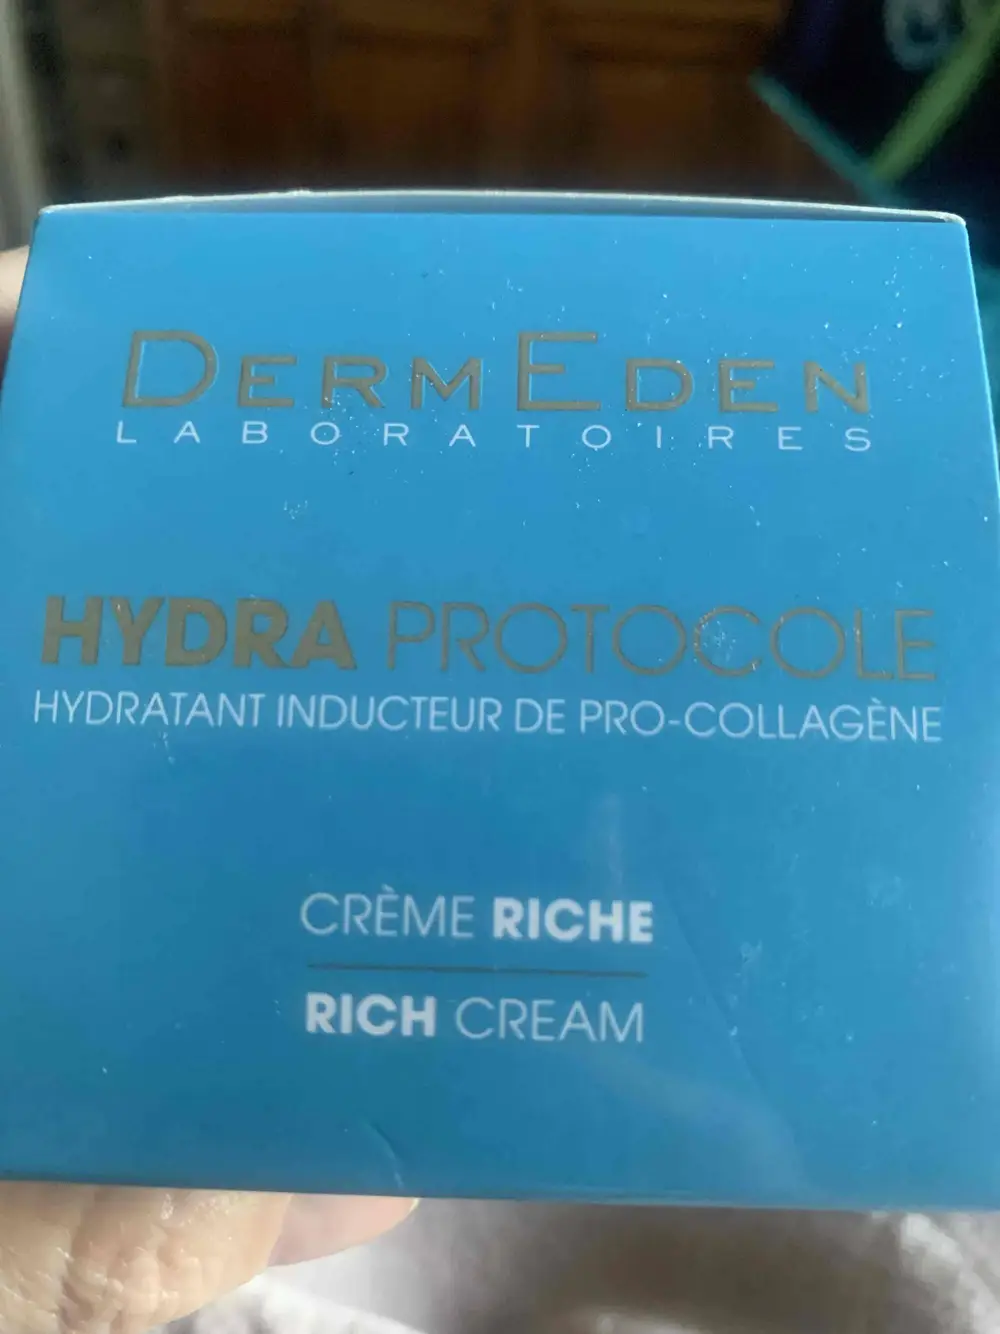 DERMEDEN
LABORATOIRES
HYDRA PROTOCOLE
HYDRATANT INDUCTEUR DE PRO-COLLAGÈNE
CRÈME RICHE
RICH CREAM